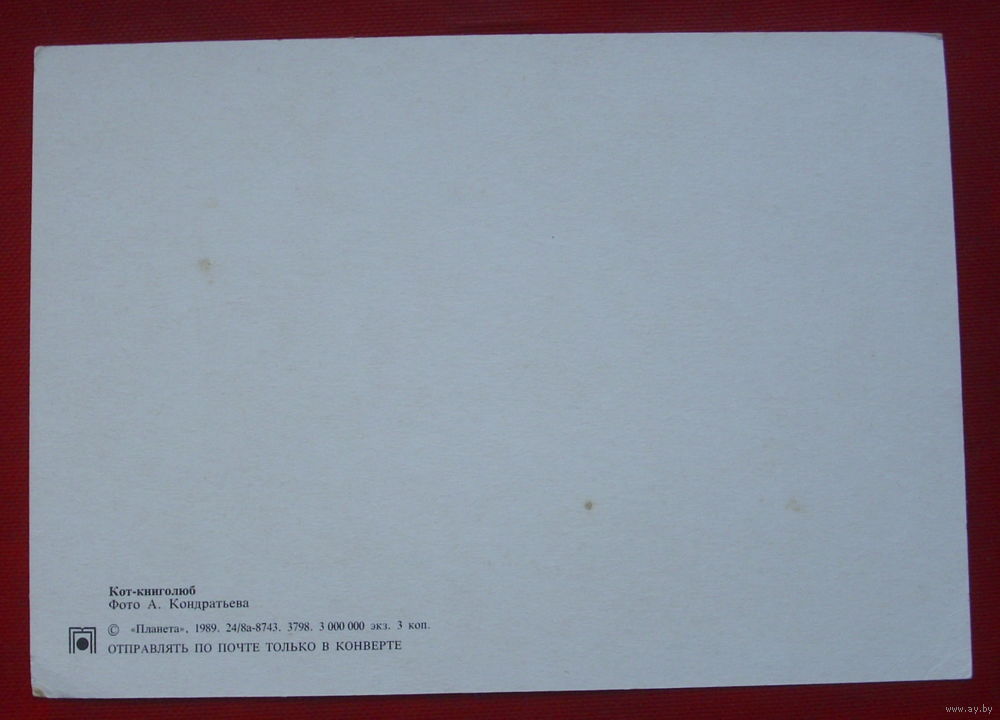 Кот-книголюб
Фото А. Кондратьева
© «Планета», 1989. 24/8а-8743. 3798. 3 000 000 экз. 3 коп.
ОТПРАВЛЯТЬ ПО ПОЧТЕ ТОЛЬКО В КОНВЕРТЕ
www.ay.by